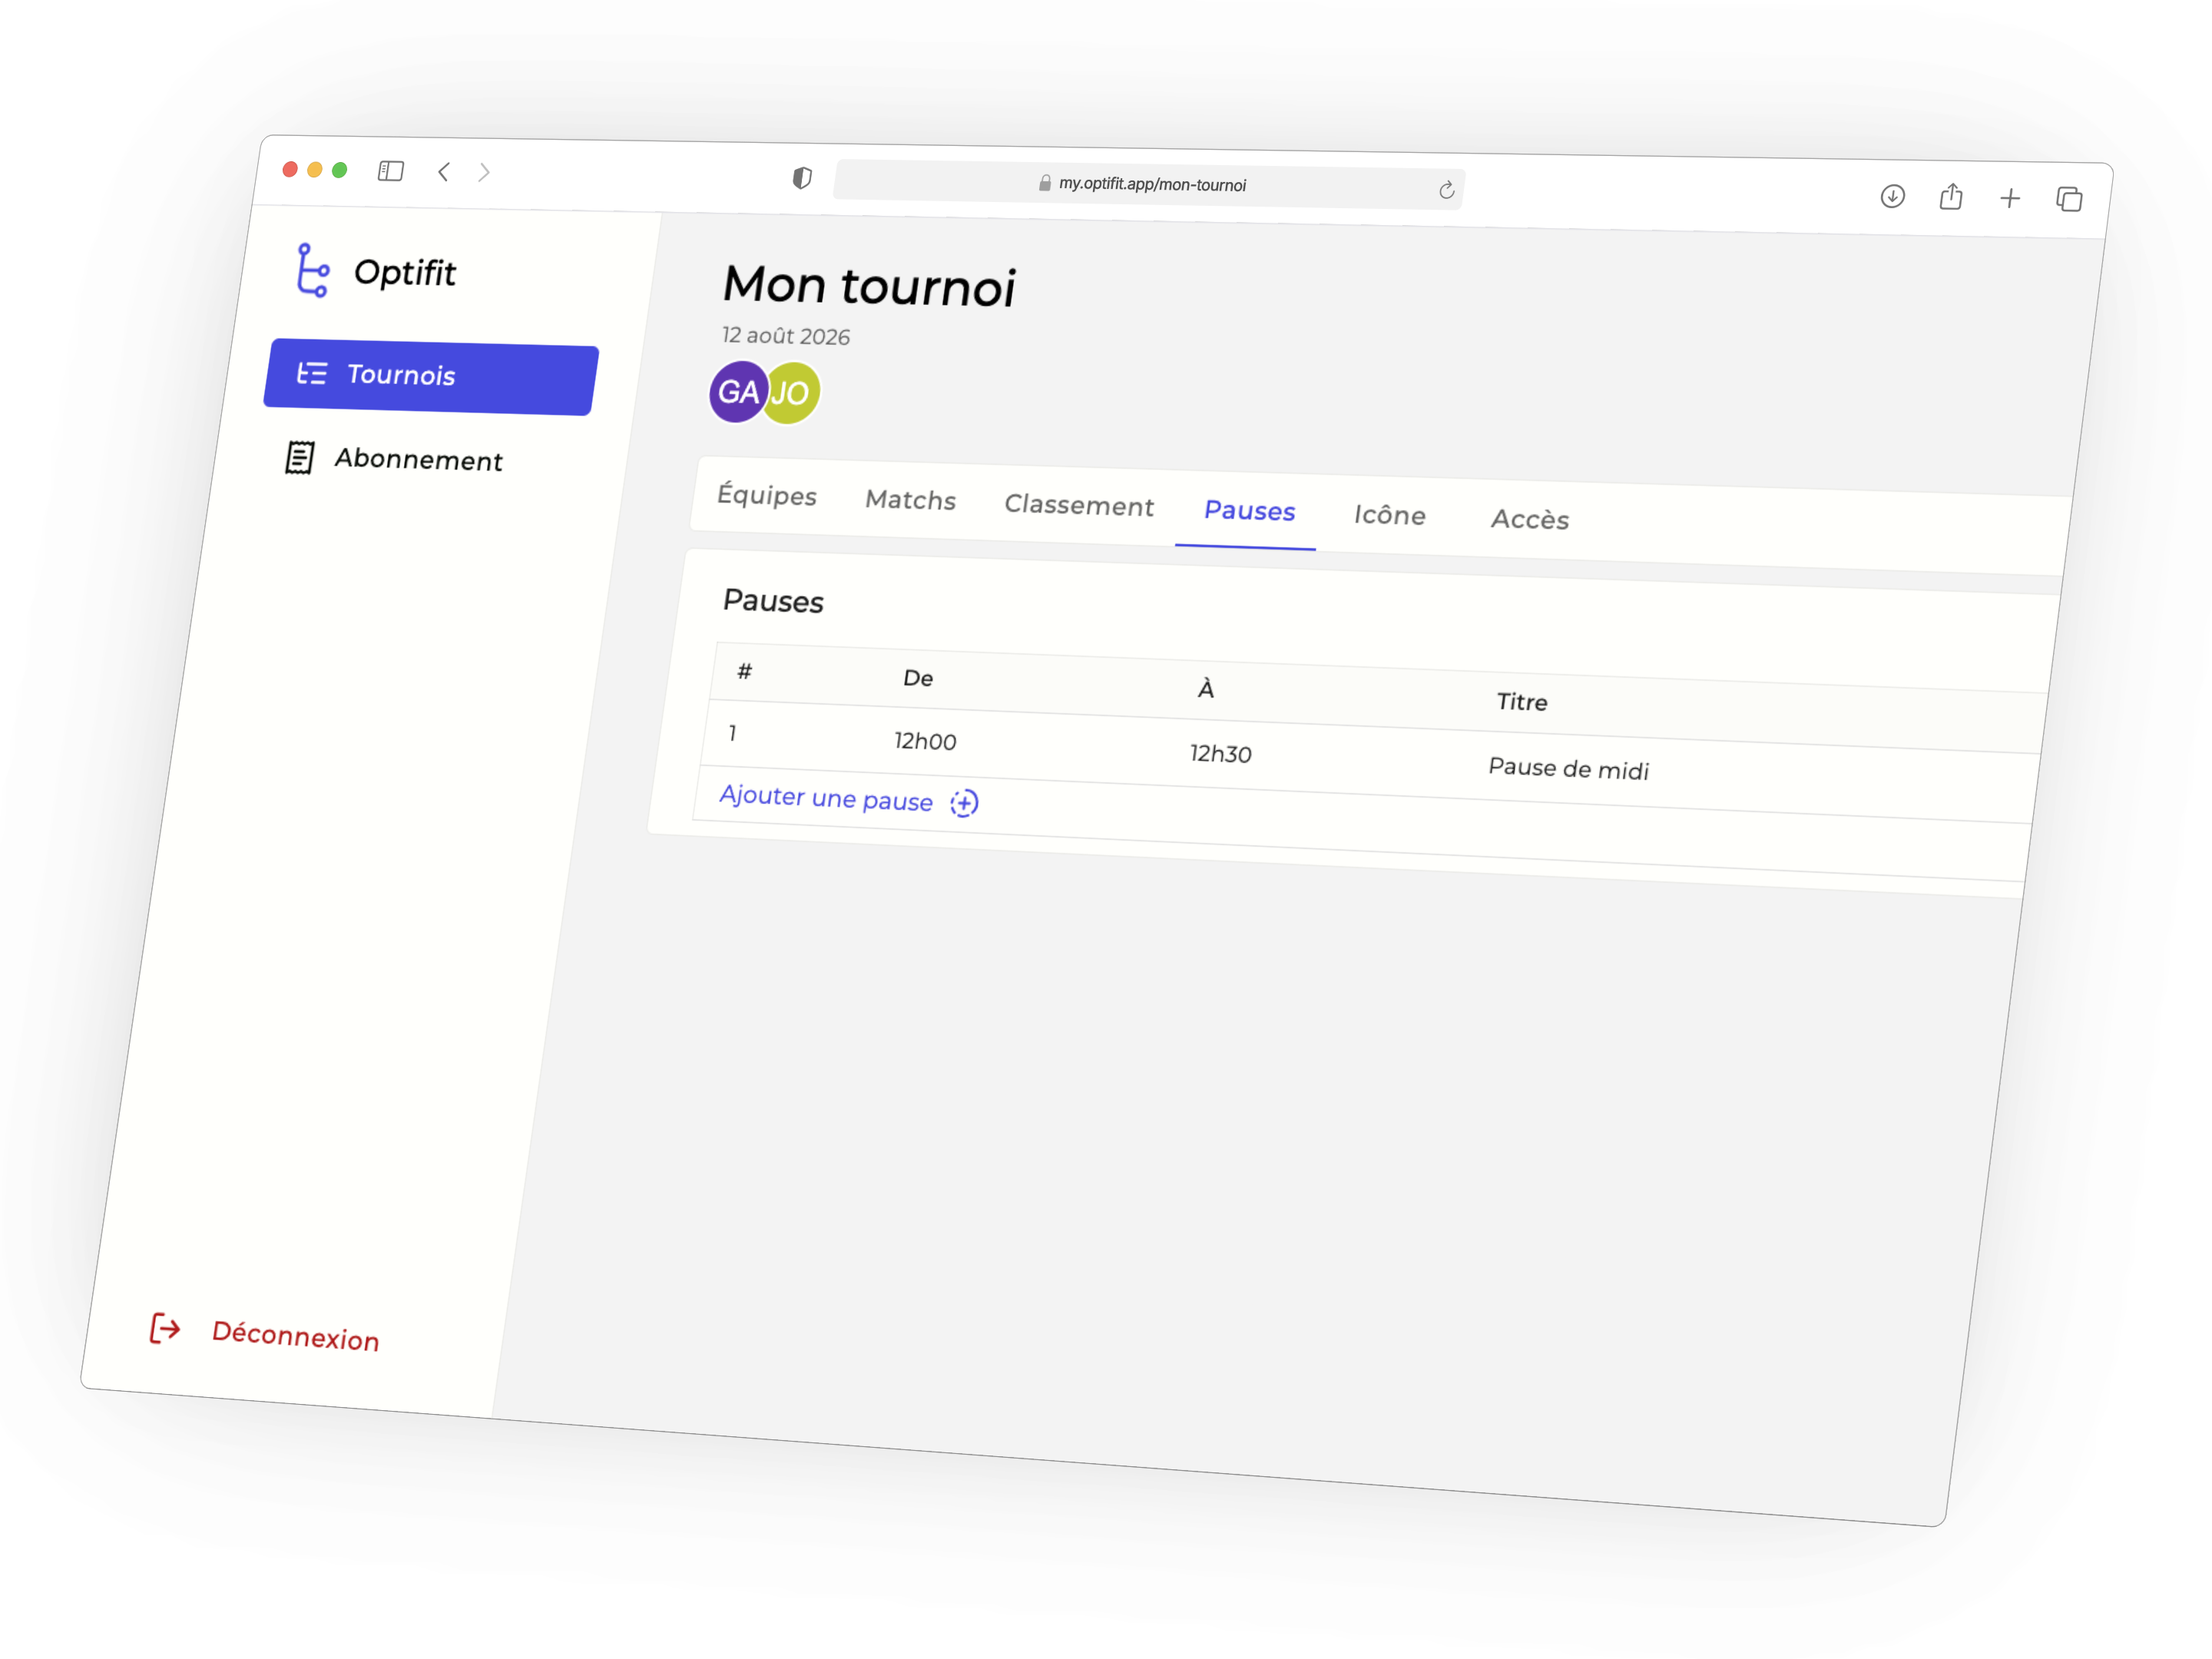 my.optifit.app/mon-tournoi
Optifit
Tournois
Abonnement
Déconnexion
Mon tournoi
12 août 2026
GA JO
Équipes Matchs Classement Pauses Icône Accès
Pauses
# De À Titre
1 12h00 12h30 Pause de midi
Ajouter une pause